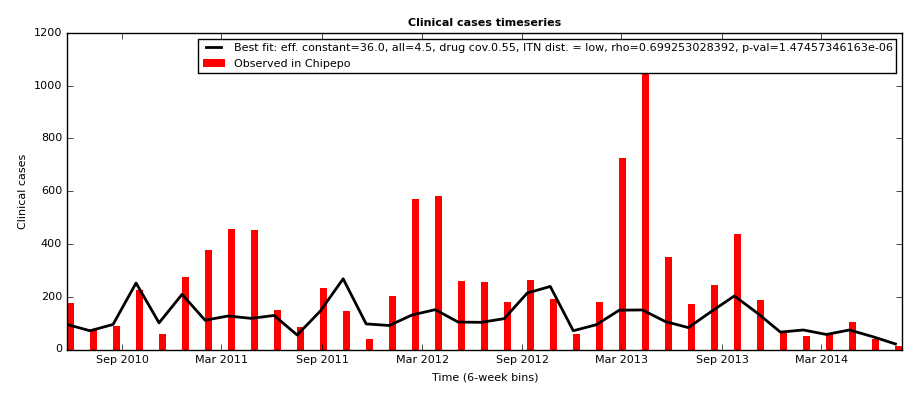 Clinical cases timeseries
1200
1000
800
600
400
200
0
Clinical cases
Best fit: eff. constant=36.0, all=4.5, drug cov.0.55, ITN dist. = low, rho=0.699253028392, p-val=1.47457346163e-06
Observed in Chipepo
Sep 2010 Mar 2011 Sep 2011 Mar 2012 Sep 2012 Mar 2013 Sep 2013 Mar 2014
Time (6-week bins)